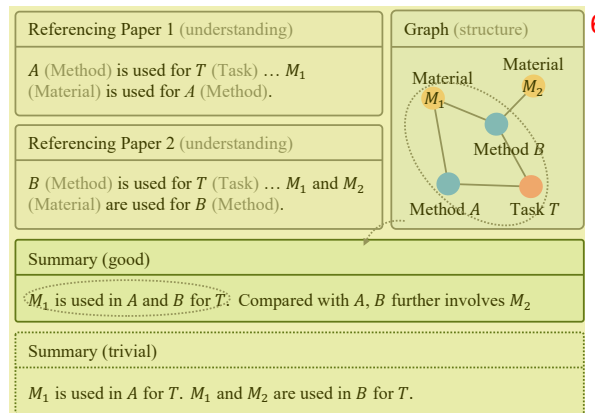 Referencing Paper 1 (understanding)
A (Method) is used for T (Task) … M₁
(Material) is used for A (Method).
Referencing Paper 2 (understanding)
B (Method) is used for T (Task) … M₁ and M₂
(Material) are used for B (Method).
Graph (structure)
Material
Material
M₁
M₂
Method B
Method A
Task T
Summary (good)
M₁ is used in A and B for T. Compared with A, B further involves M₂
Summary (trivial)
M₁ is used in A for T. M₁ and M₂ are used in B for T.